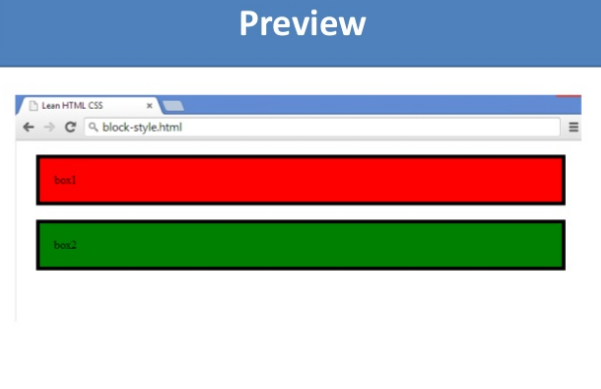 Preview
Lean HTML CSS
block-style.html
box1
box2